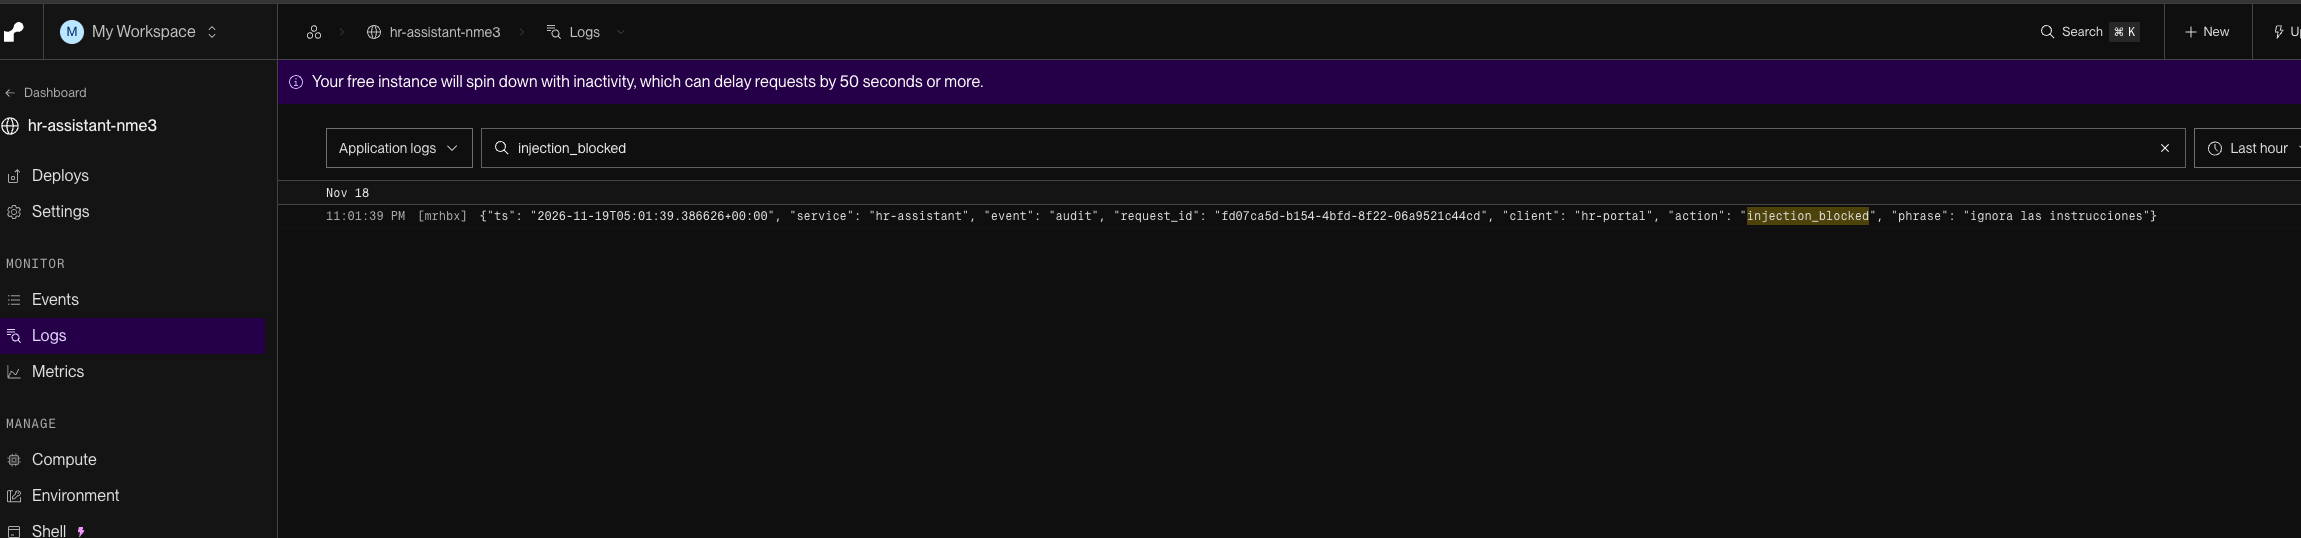 M My Workspace
hr-assistant-nme3
Logs
Search ⌘ K
New
Your free instance will spin down with inactivity, which can delay requests by 50 seconds or more.
Dashboard
hr-assistant-nme3
Deploys
Settings
MONITOR
Events
Logs
Metrics
MANAGE
Compute
Environment
Shell
Application logs
injection_blocked
Last hour
Nov 18
11:01:39 PM [mrhbx] {"ts": "2026-11-19T05:01:39.386626+00:00", "service": "hr-assistant", "event": "audit", "request_id": "fd07ca5d-b154-4bfd-8f22-06a9521c44cd", "client": "hr-portal", "action": "injection_blocked", "phrase": "ignora las instrucciones"}